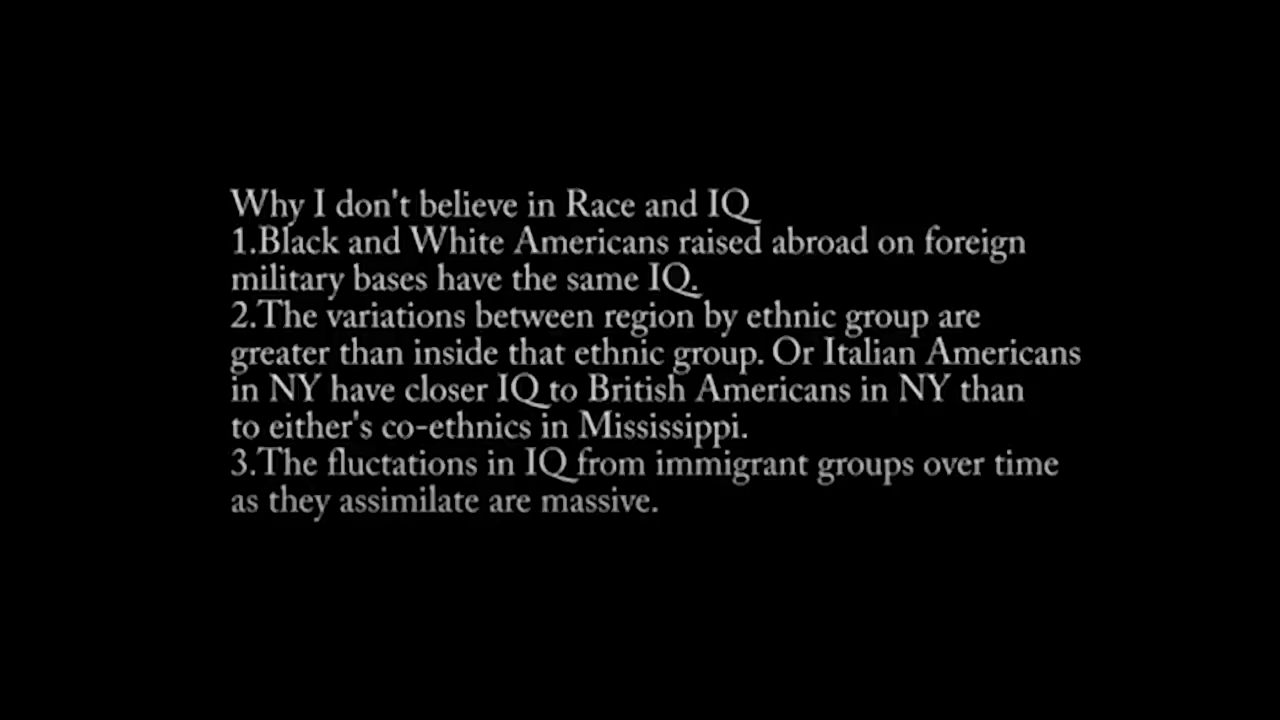 Why I don't believe in Race and IQ
1.Black and White Americans raised abroad on foreign
military bases have the same IQ.
2.The variations between region by ethnic group are
greater than inside that ethnic group. Or Italian Americans
in NY have closer IQ to British Americans in NY than
to either's co-ethnics in Mississippi.
3.The fluctations in IQ from immigrant groups over time
as they assimilate are massive.